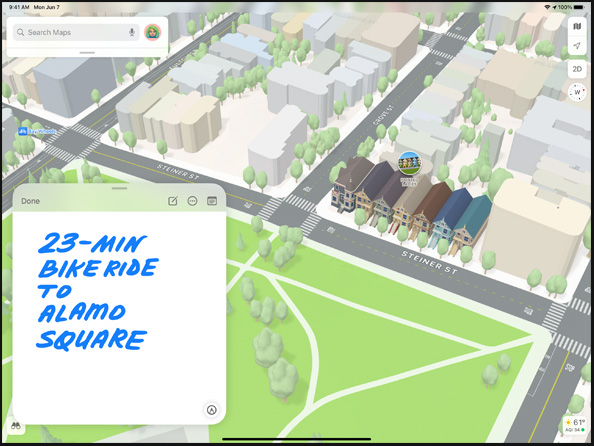 9:41 AM Mon Jun 7
100%
Search Maps
2D
W
GROVE ST
Bay Wheels
STEINER ST
STEINER ST
Done
23-MIN
BIKE RIDE
TO
ALAMO
SQUARE
61°
AQI 34